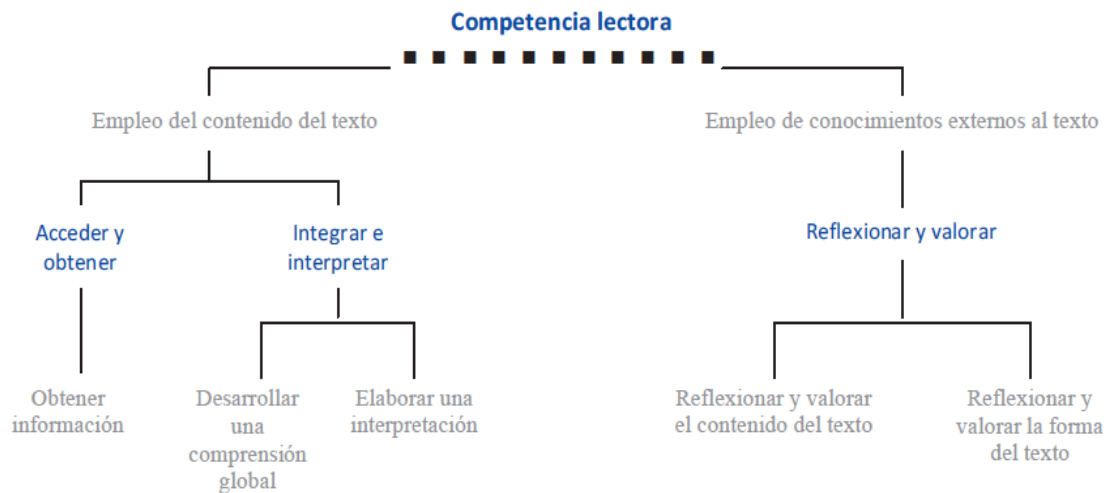 Competencia lectora
Empleo del contenido del texto
Empleo de conocimientos externos al texto
Acceder y
obtener
Integrar e
interpretar
Reflexionar y valorar
Obtener
información
Desarrollar
una
comprensión
global
Elaborar una
interpretación
Reflexionar y valorar
el contenido del texto
Reflexionar y
valorar la forma
del texto